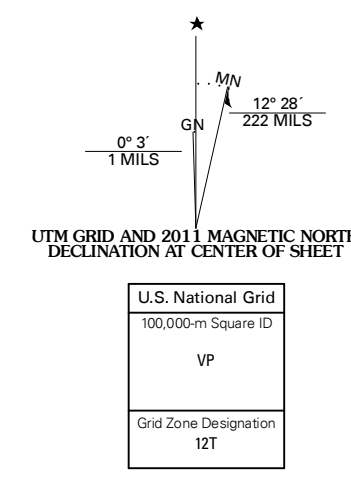 MN
GN
12° 28´
222 MILS
0° 3´
1 MILS
UTM GRID AND 2011 MAGNETIC NORTH
DECLINATION AT CENTER OF SHEET
U.S. National Grid
100,000-m Square ID
VP
Grid Zone Designation
12T